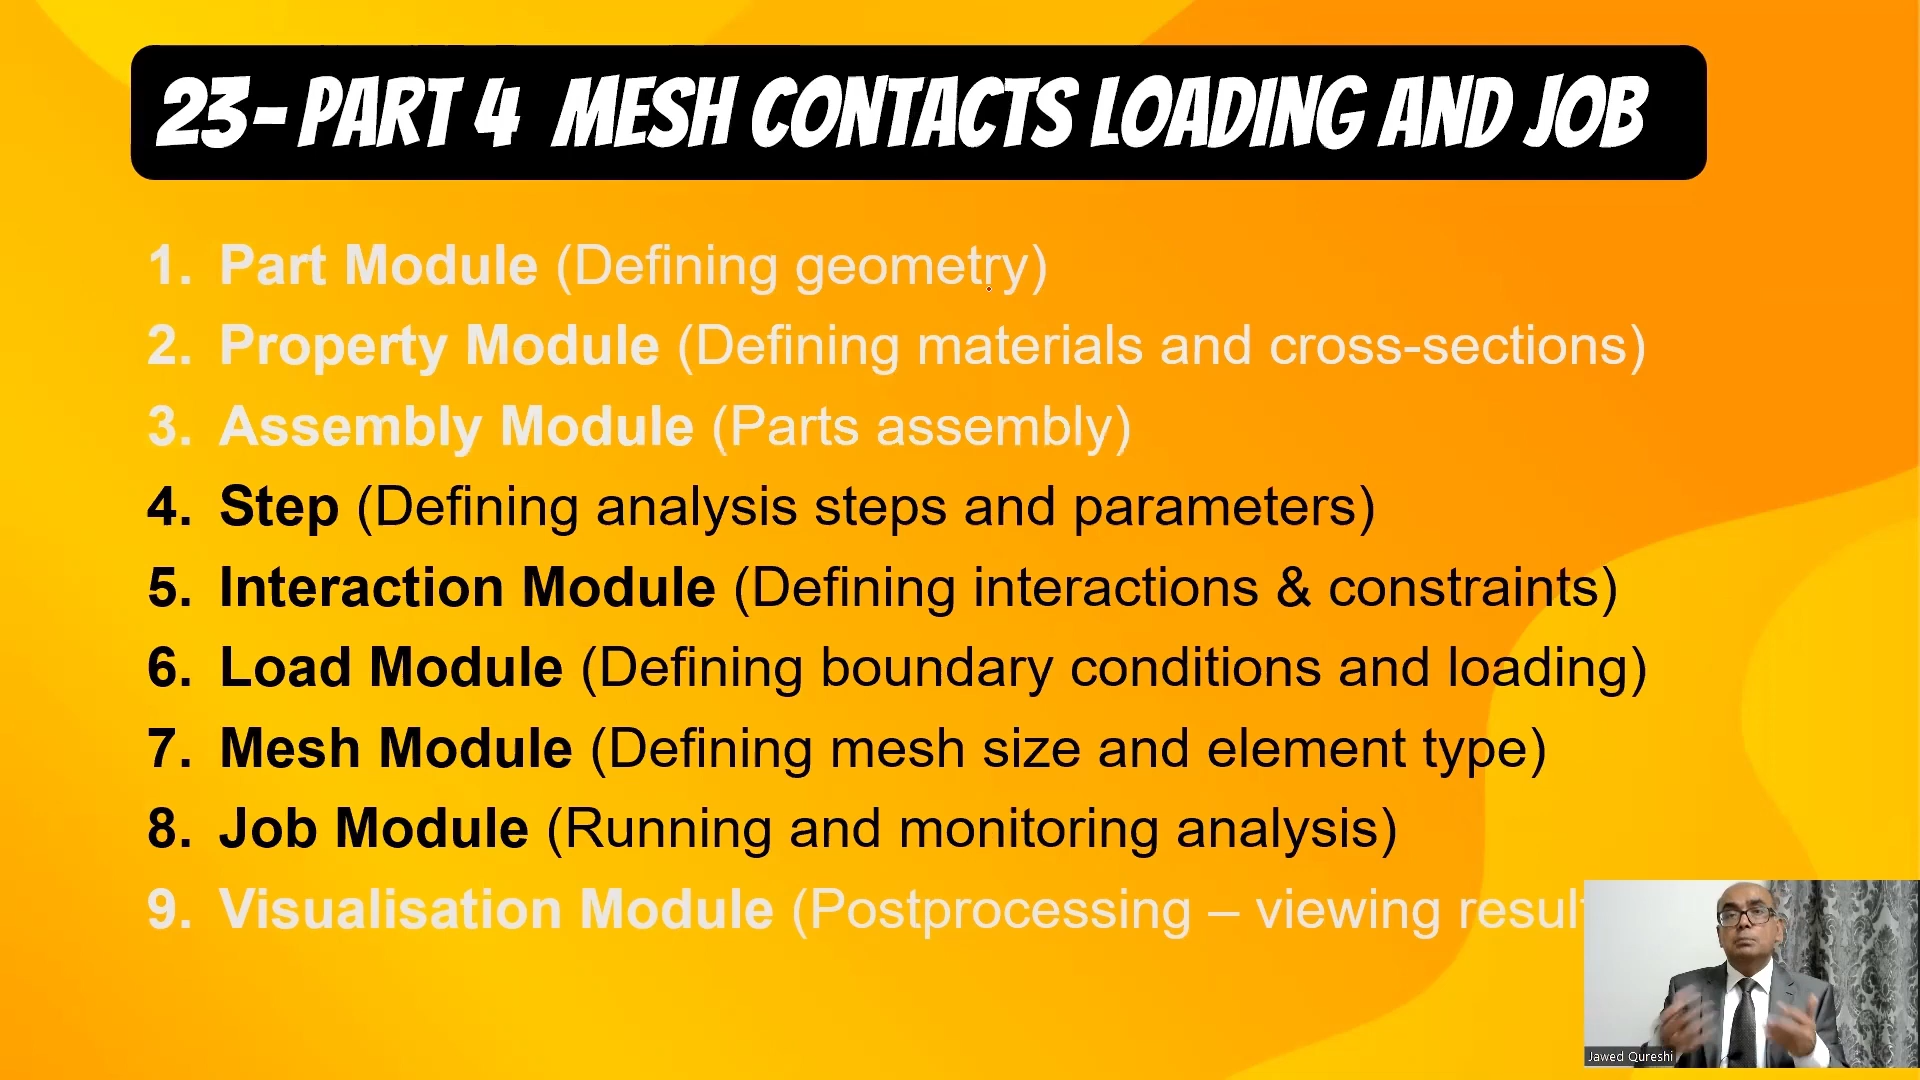 23- PART 4 MESH CONTACTS LOADING AND JOB
1. Part Module (Defining geometry)
2. Property Module (Defining materials and cross-sections)
3. Assembly Module (Parts assembly)
4. Step (Defining analysis steps and parameters)
5. Interaction Module (Defining interactions & constraints)
6. Load Module (Defining boundary conditions and loading)
7. Mesh Module (Defining mesh size and element type)
8. Job Module (Running and monitoring analysis)
9. Visualisation Module (Postprocessing – viewing
Jawed Qureshi